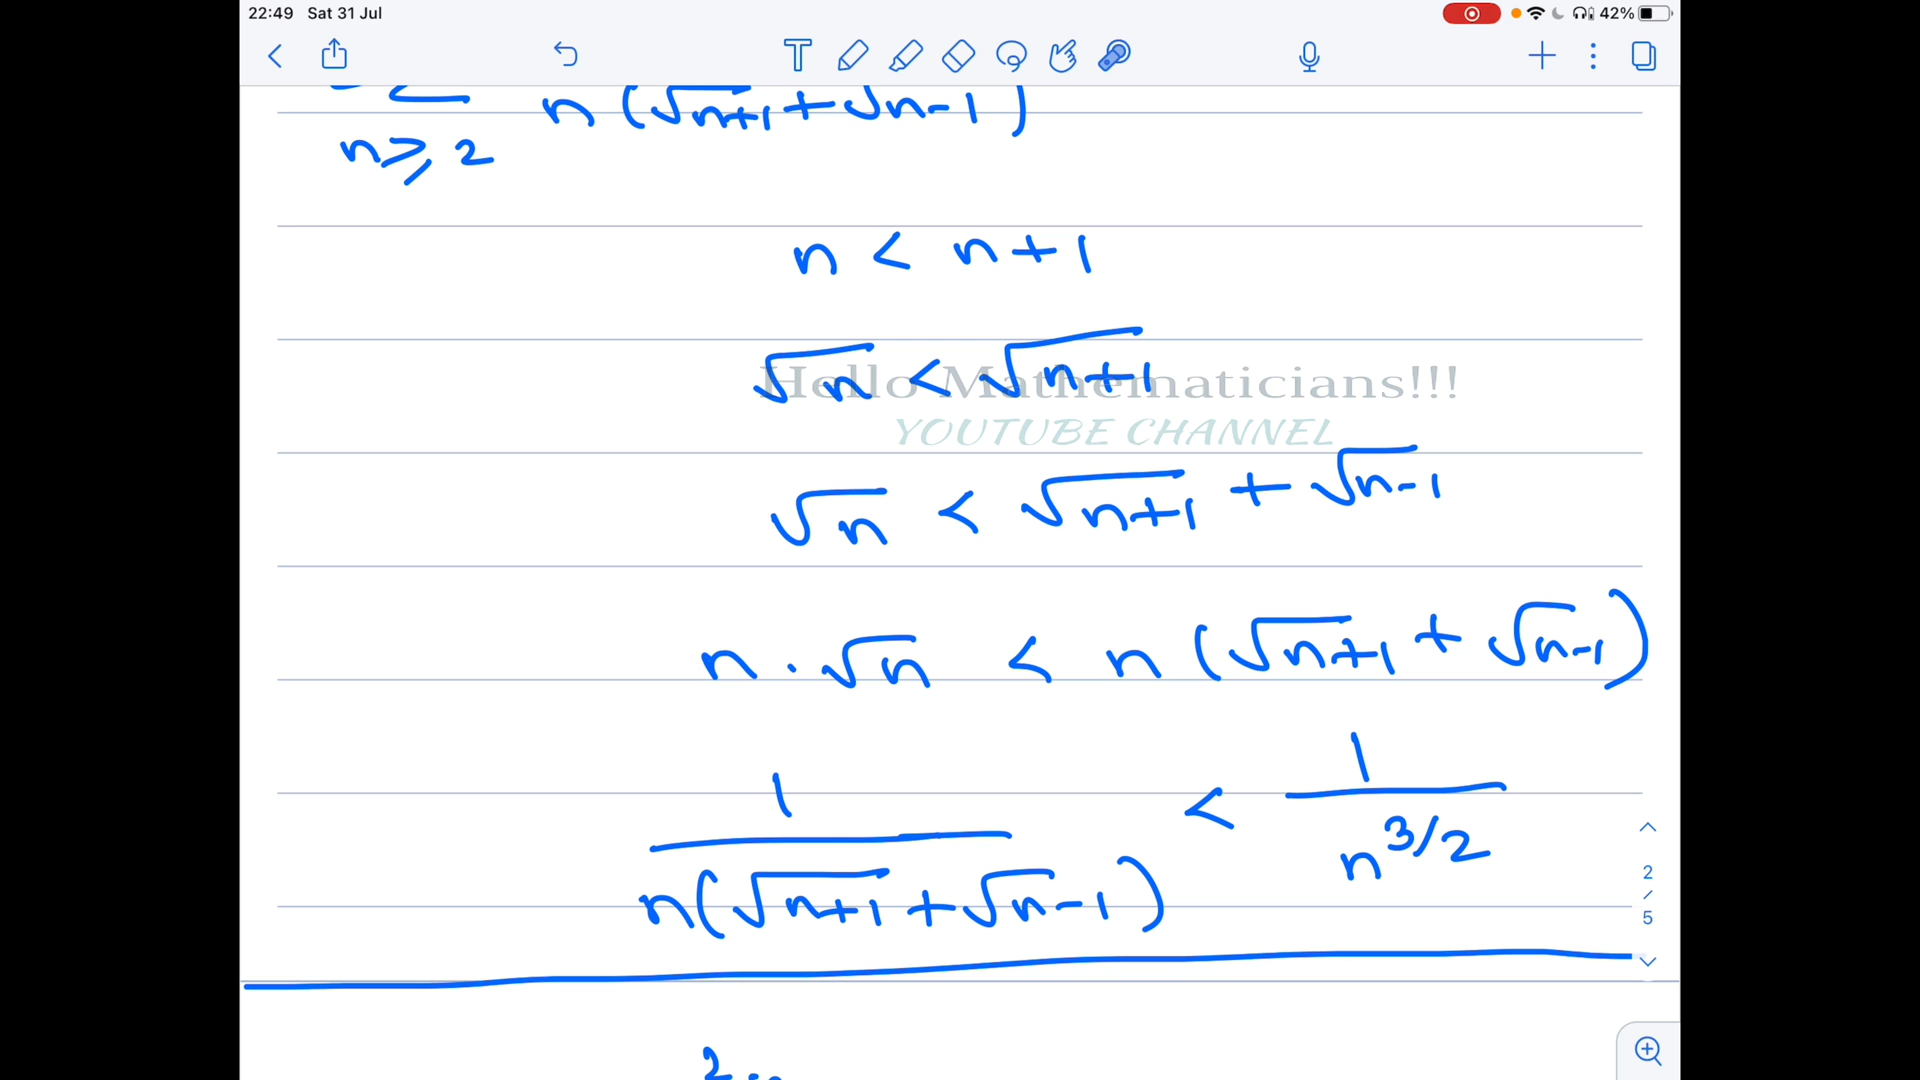 22:49 Sat 31 Jul
42%
n(√n+1 + √n-1)
n⩾2
n < n+1
√n < √n+1
Hello Mathematicians!!!
YOUTUBE CHANNEL
√n < √n+1 + √n-1
n · √n < n(√n+1 + √n-1)
1/n(√n+1 + √n-1) < 1/n^3/2
2
/
5
2